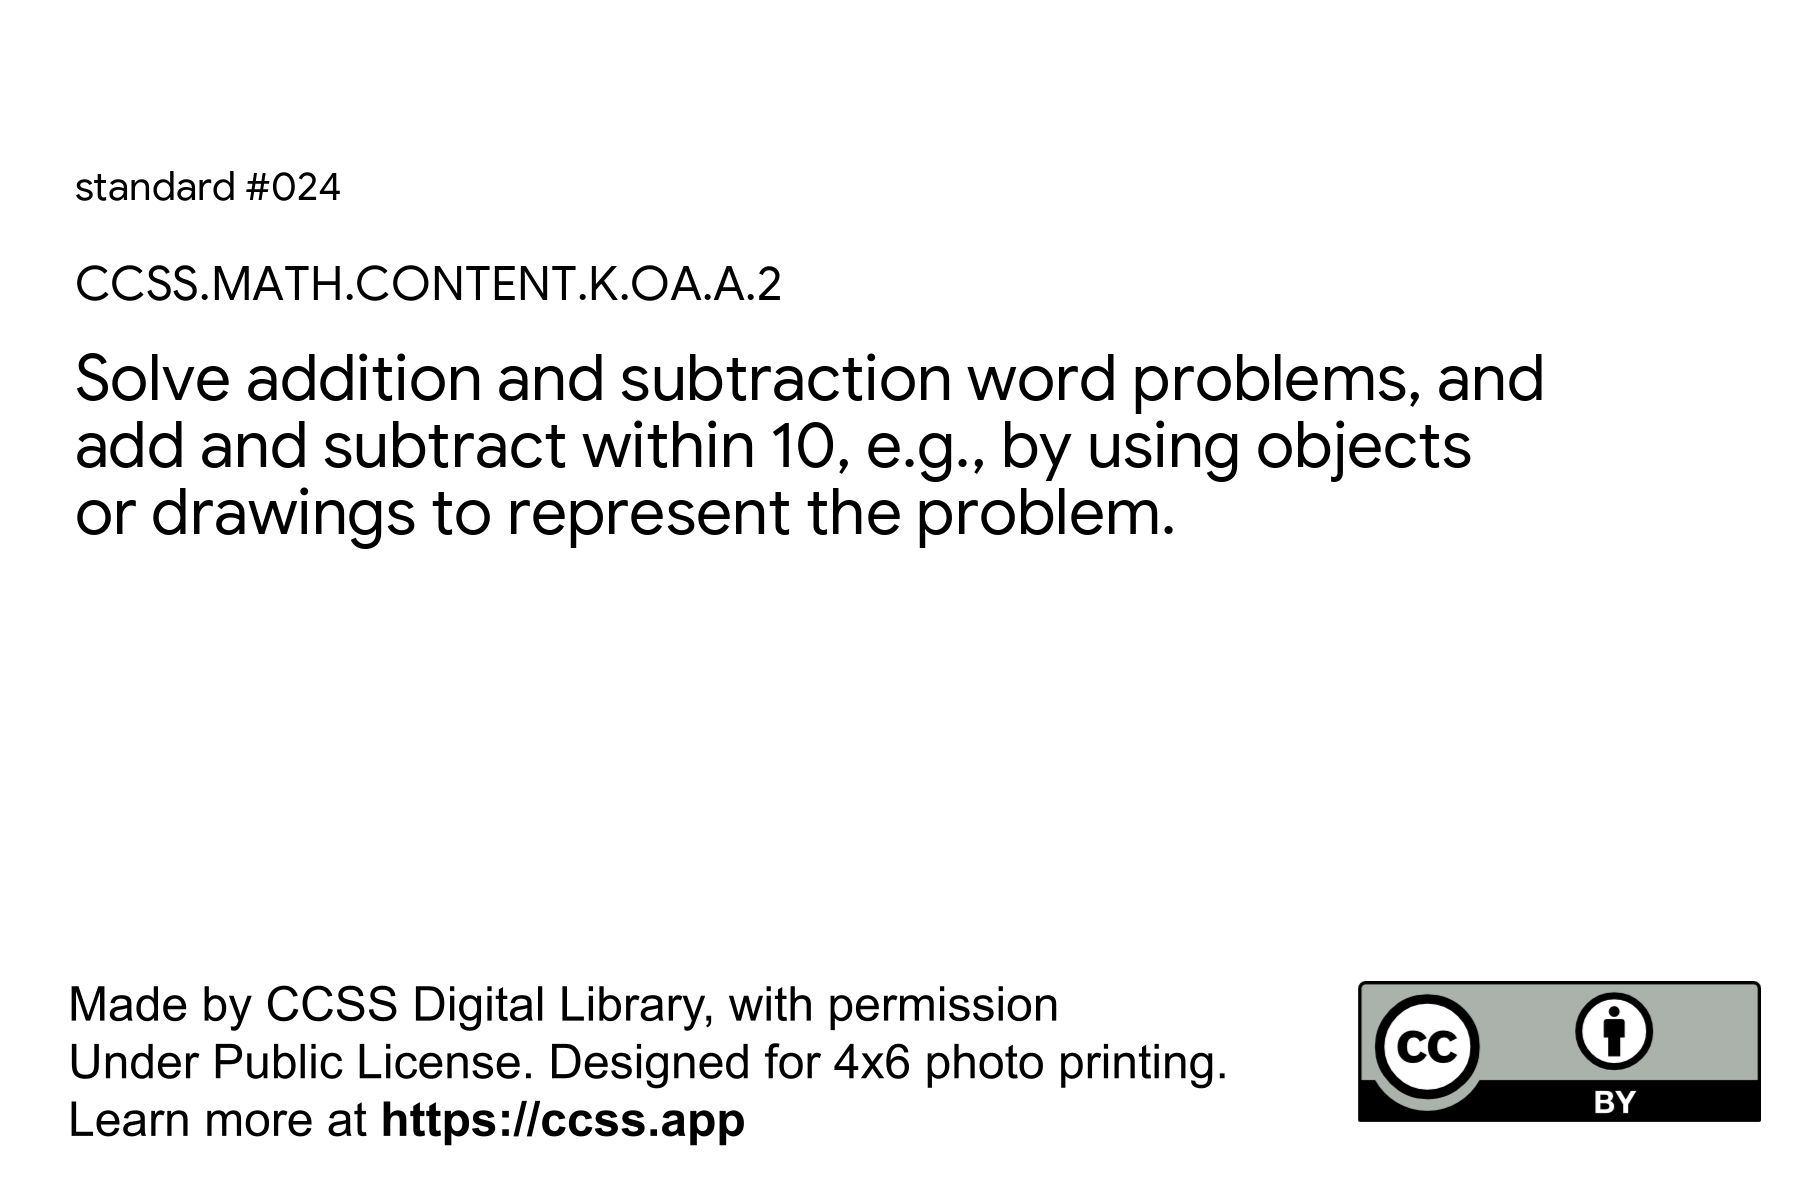 standard #024
CCSS.MATH.CONTENT.K.OA.A.2
Solve addition and subtraction word problems, and
add and subtract within 10, e.g., by using objects
or drawings to represent the problem.
Made by CCSS Digital Library, with permission
Under Public License. Designed for 4x6 photo printing.
Learn more at https://ccss.app
cc
BY